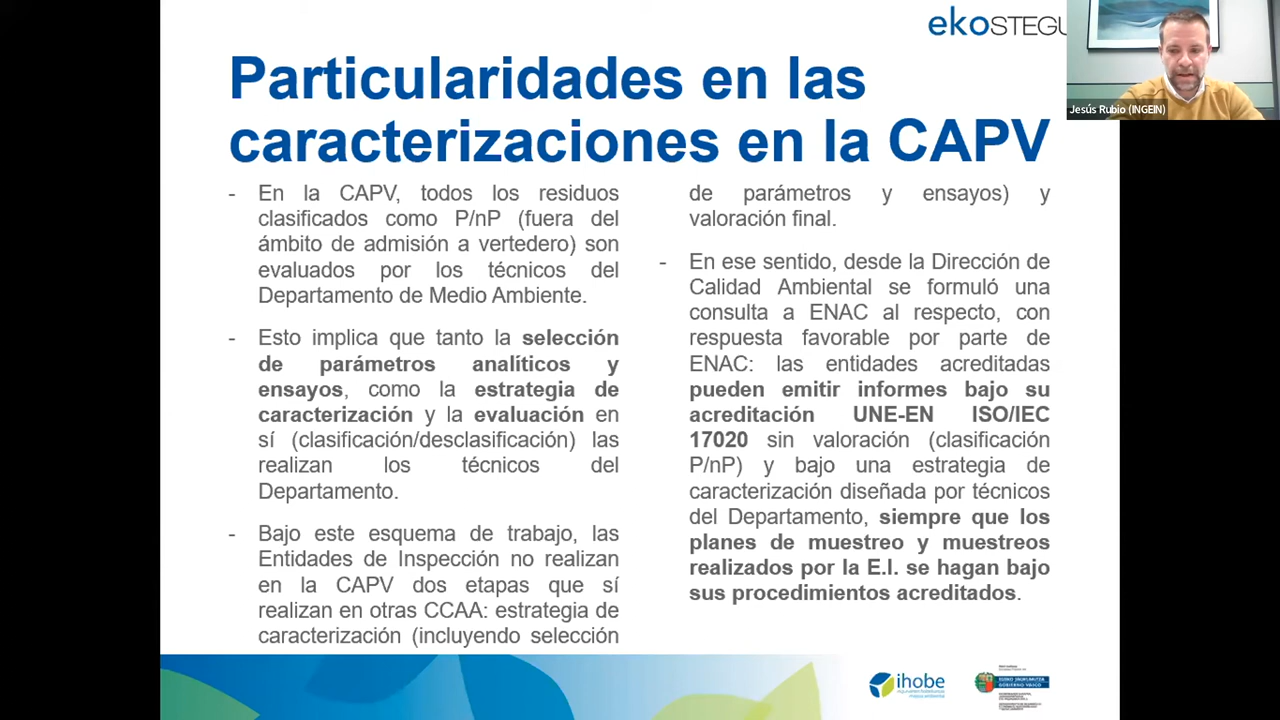 ekoSTEGU
Jesús Rubio (INGEIN)
Particularidades en las
caracterizaciones en la CAPV
- En la CAPV, todos los residuos
clasificados como P/nP (fuera del
ámbito de admisión a vertedero) son
evaluados por los técnicos del
Departamento de Medio Ambiente.
- Esto implica que tanto la selección
de parámetros analíticos y
ensayos, como la estrategia de
caracterización y la evaluación en
sí (clasificación/desclasificación) las
realizan los técnicos del
Departamento.
- Bajo este esquema de trabajo, las
Entidades de Inspección no realizan
en la CAPV dos etapas que sí
realizan en otras CCAA: estrategia de
caracterización (incluyendo selección
de parámetros y ensayos) y
valoración final.
- En ese sentido, desde la Dirección de
Calidad Ambiental se formuló una
consulta a ENAC al respecto, con
respuesta favorable por parte de
ENAC: las entidades acreditadas
pueden emitir informes bajo su
acreditación UNE-EN ISO/IEC
17020 sin valoración (clasificación
P/nP) y bajo una estrategia de
caracterización diseñada por técnicos
del Departamento, siempre que los
planes de muestreo y muestreos
realizados por la E.I. se hagan bajo
sus procedimientos acreditados.
ihobe
EUSKO JAURLARITZA
GOBIERNO VASCO